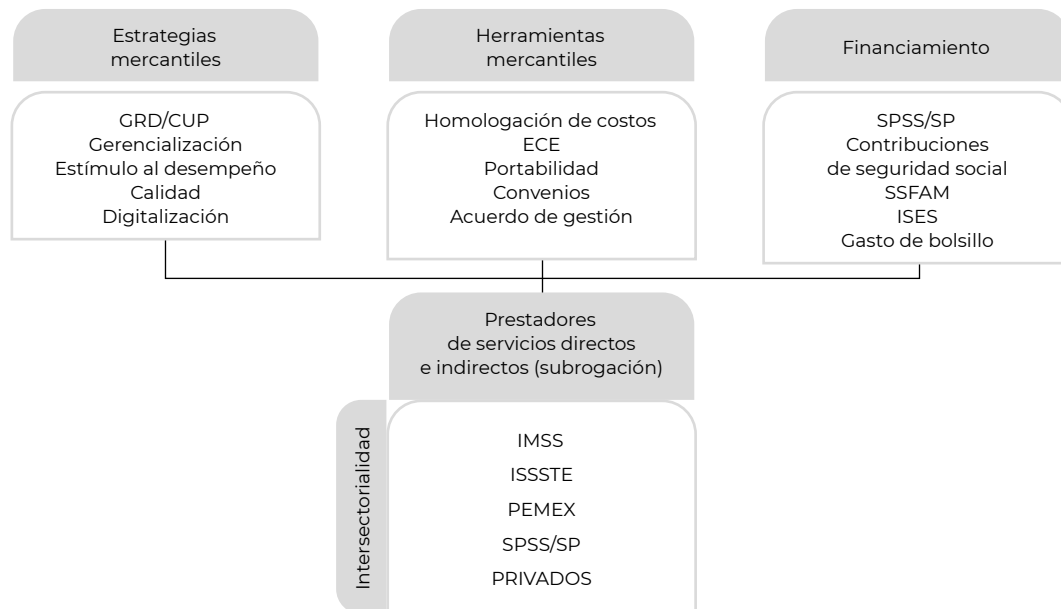 Estrategias
mercantiles
GRD/CUP
Gerencialización
Estímulo al desempeño
Calidad
Digitalización
Herramientas
mercantiles
Homologación de costos
ECE
Portabilidad
Convenios
Acuerdo de gestión
Financiamiento
SPSS/SP
Contribuciones
de seguridad social
SSFAM
ISES
Gasto de bolsillo
Prestadores
de servicios directos
e indirectos (subrogación)
Intersectorialidad
IMSS
ISSSTE
PEMEX
SPSS/SP
PRIVADOS